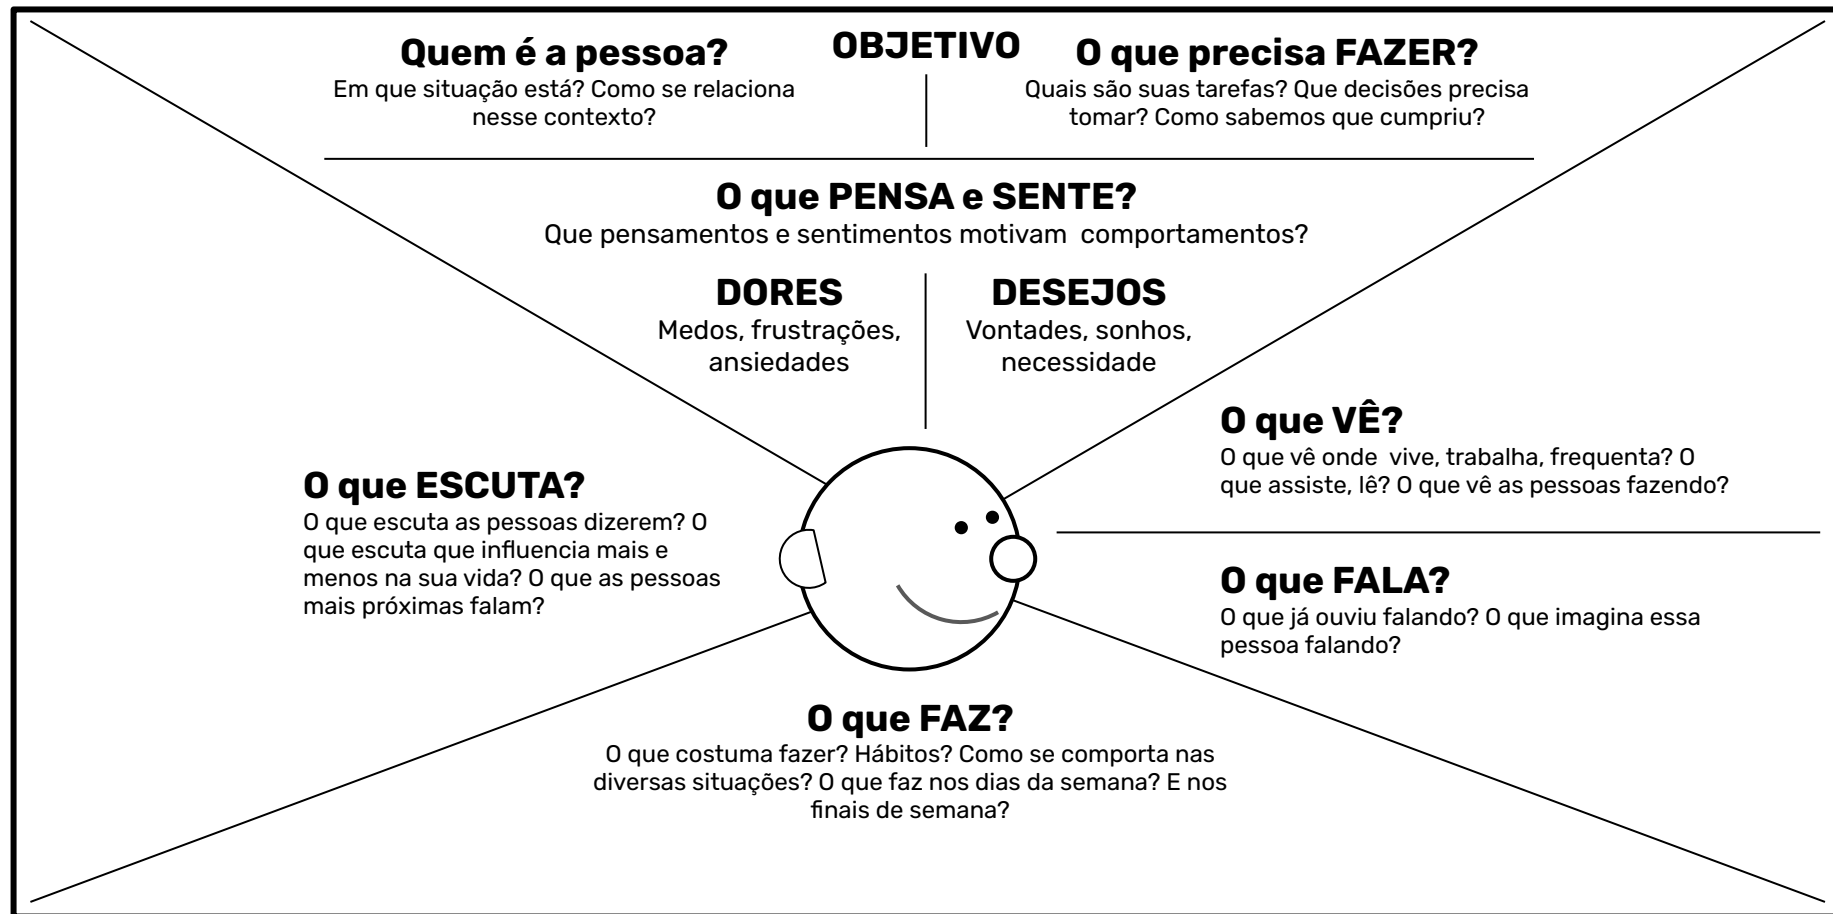 Quem é a pessoa?
Em que situação está? Como se relaciona
nesse contexto?
OBJETIVO
O que precisa FAZER?
Quais são suas tarefas? Que decisões precisa
tomar? Como sabemos que cumpriu?
O que PENSA e SENTE?
Que pensamentos e sentimentos motivam comportamentos?
DORES
Medos, frustrações,
ansiedades
DESEJOS
Vontades, sonhos,
necessidade
O que ESCUTA?
O que escuta as pessoas dizerem? O
que escuta que influencia mais e
menos na sua vida? O que as pessoas
mais próximas falam?
O que VÊ?
O que vê onde vive, trabalha, frequenta? O
que assiste, lê? O que vê as pessoas fazendo?
O que FALA?
O que já ouviu falando? O que imagina essa
pessoa falando?
O que FAZ?
O que costuma fazer? Hábitos? Como se comporta nas
diversas situações? O que faz nos dias da semana? E nos
finais de semana?